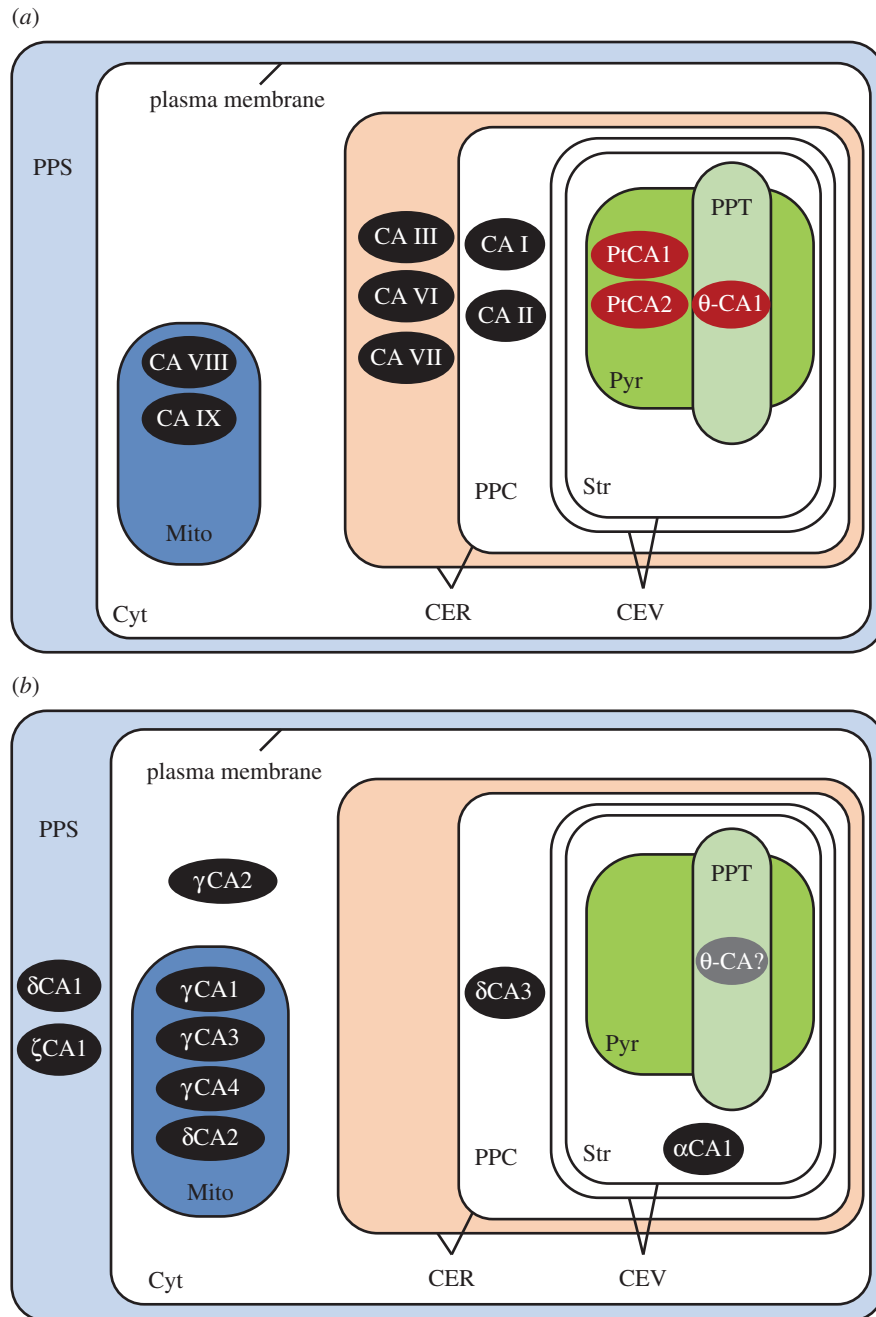 (a)
plasma membrane
PPS
PPT
CA III
CA I
PtCA1
CA VI
CA II
PtCA2
θ-CA1
CA VII
CA VIII
Pyr
CA IX
PPC
Str
Mito
Cyt
CER
CEV
(b)
plasma membrane
PPS
PPT
γCA2
θ-CA?
δCA1
γCA1
δCA3
ζCA1
γCA3
Pyr
γCA4
δCA2
PPC
Str
αCA1
Mito
Cyt
CER
CEV